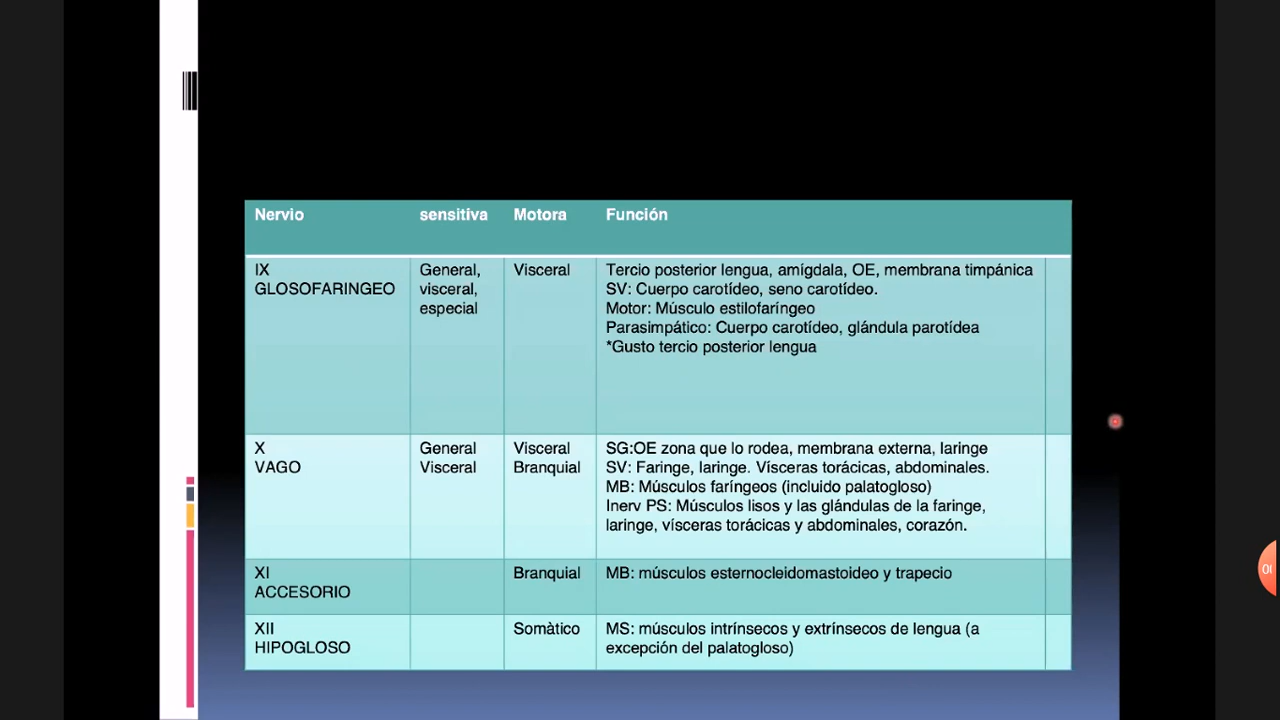 Nervio sensitiva Motora Función
IX
GLOSOFARINGEO
General,
visceral,
especial
Visceral
Tercio posterior lengua, amígdala, OE, membrana timpánica
SV: Cuerpo carotídeo, seno carotídeo.
Motor: Músculo estilofaríngeo
Parasimpático: Cuerpo carotídeo, glándula parotídea
*Gusto tercio posterior lengua
X
VAGO
General
Visceral
Visceral
Branquial
SG:OE zona que lo rodea, membrana externa, laringe
SV: Faringe, laringe. Vísceras torácicas, abdominales.
MB: Músculos faríngeos (incluido palatogloso)
Inerv PS: Músculos lisos y las glándulas de la faringe,
laringe, vísceras torácicas y abdominales, corazón.
XI
ACCESORIO
Branquial
MB: músculos esternocleidomastoideo y trapecio
XII
HIPOGLOSO
Somàtico
MS: músculos intrínsecos y extrínsecos de lengua (a
excepción del palatogloso)